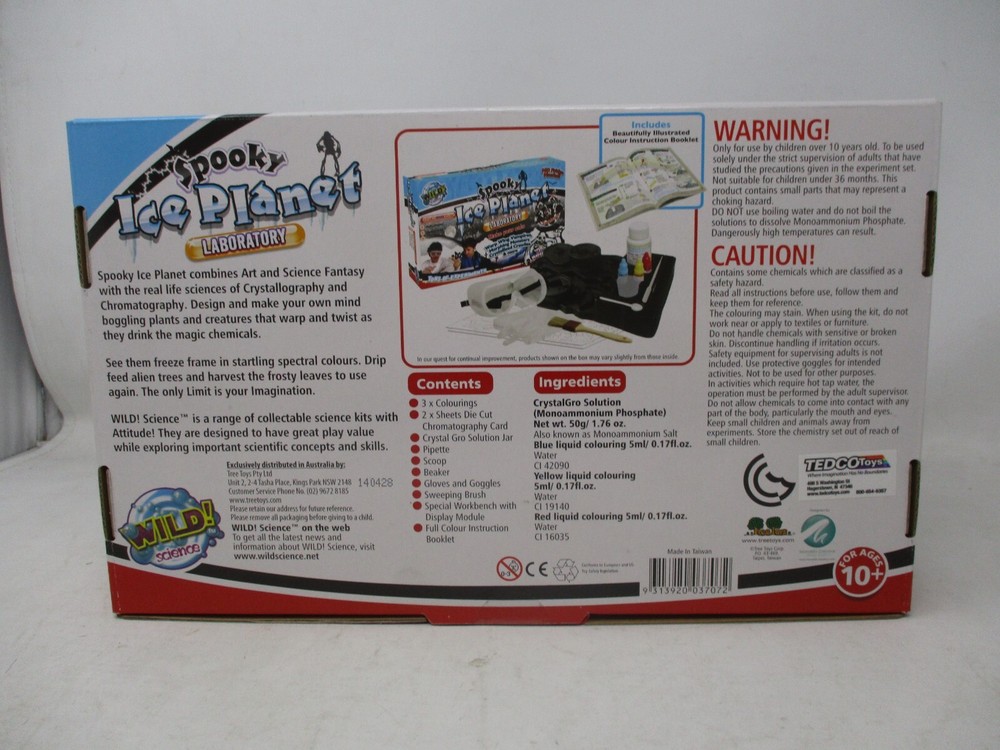 Spooky
Ice Planet
LABORATORY
Spooky Ice Planet combines Art and Science Fantasy
with the real life sciences of Crystallography and
Chromatography. Design and make your own mind
boggling plants and creatures that warp and twist as
they drink the magic chemicals.
See them freeze frame in startling spectral colours. Drip
feed alien trees and harvest the frosty leaves to use
again. The only Limit is your Imagination.
WILD! Science™ is a range of collectable science kits with
Attitude! They are designed to have great play value
while exploring important scientific concepts and skills.
Exclusively distributed in Australia by:
Tree Toys Pty Ltd
Unit 2, 2-4 Tasha Place, Kings Park NSW 2148 140428
Customer Service Phone No. (02) 9672 8185
www.treetoys.com
Please retain our address for future reference.
Please remove all packaging before giving to a child.
WILD! Science™ on the web
To get all the latest news and
information about WILD! Science, visit
www.wildscience.net
WILD!
science
Includes
Beautifully Illustrated
Colour Instruction Booklet
Spooky
Ice Planet
LABORATORY
In our quest for continual improvement, products shown on the box may vary slightly from those inside.
Contents
3 x Colourings
2 x Sheets Die Cut
Chromatography Card
Crystal Gro Solution Jar
Pipette
Scoop
Beaker
Gloves and Goggles
Sweeping Brush
Special Workbench with
Display Module
Full Colour Instruction
Booklet
Ingredients
CrystalGro Solution
(Monoammonium Phosphate)
Net wt. 50g/ 1.76 oz.
Also known as Monoammonium Salt
Blue liquid colouring 5ml/ 0.17fl.oz.
Water
CI 42090
Yellow liquid colouring
5ml/ 0.17fl.oz.
Water
CI 19140
Red liquid colouring 5ml/ 0.17fl.oz.
Water
CI 16035
WARNING!
Only for use by children over 10 years old. To be used
solely under the strict supervision of adults that have
studied the precautions given in the experiment set.
Not suitable for children under 36 months. This
product contains small parts that may represent a
choking hazard.
DO NOT use boiling water and do not boil the
solutions to dissolve Monoammonium Phosphate.
Dangerously high temperatures can result.
CAUTION!
Contains some chemicals which are classified as a
safety hazard.
Read all instructions before use, follow them and
keep them for reference.
The colouring may stain. When using the kit, do not
work near or apply to textiles or furniture.
Do not handle chemicals with sensitive or broken
skin. Discontinue handling if irritation occurs.
Safety equipment for supervising adults is not
included. Use protective goggles for intended
activities. Not to be used for other purposes.
In activities which require hot tap water, the
operation must be performed by the adult supervisor.
Do not allow chemicals to come into contact with any
part of the body, particularly the mouth and eyes.
Keep small children and animals away from
experiments. Store the chemistry set out of reach of
small children.
TEDCOToys
www.treetoys.com
0-3
CE
Made in Taiwan
9 313920 037072
FOR AGES
10+